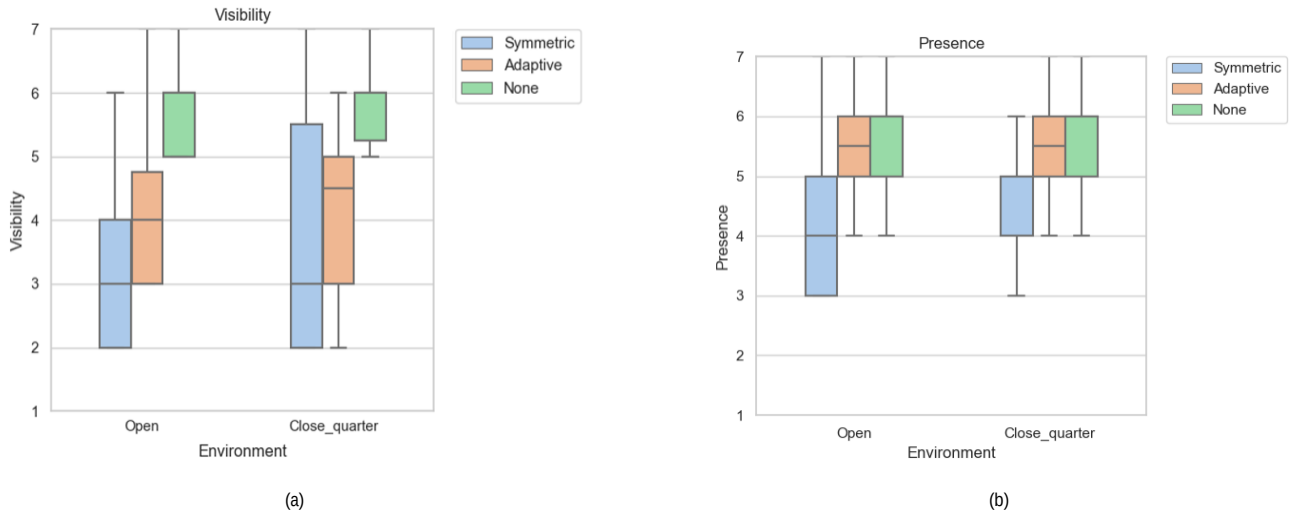 Visibility
7
6
5
4
3
2
1
Visibility
Open
Close_quarter
Environment
Symmetric
Adaptive
None
(a)
Presence
7
6
5
4
3
2
1
Presence
Open
Close_quarter
Environment
Symmetric
Adaptive
None
(b)